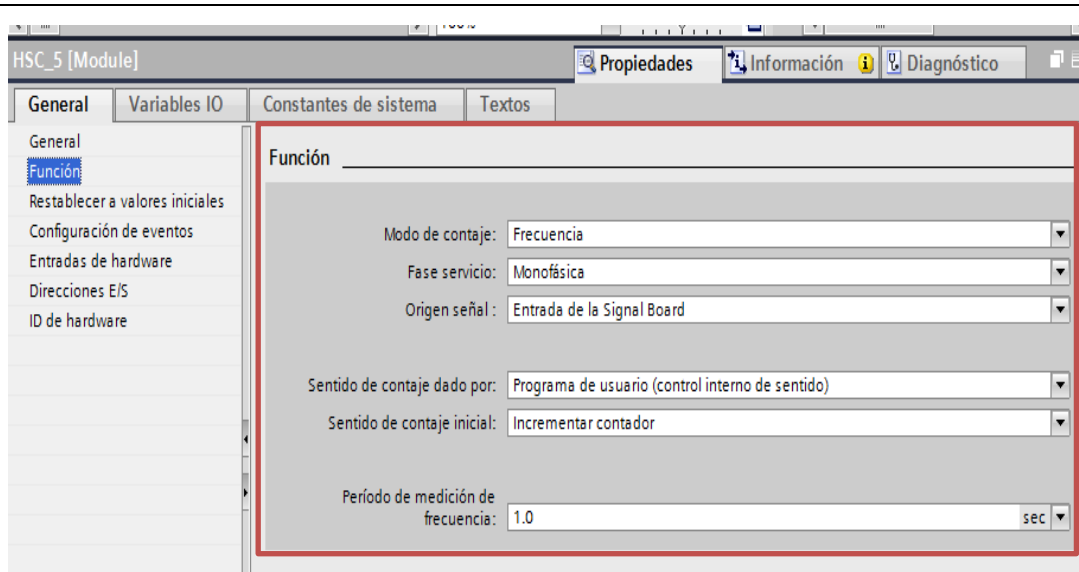 HSC_5 [Module]
Propiedades
Información
Diagnóstico
General
Variables IO
Constantes de sistema
Textos
General
Función
Restablecer a valores iniciales
Configuración de eventos
Entradas de hardware
Direcciones E/S
ID de hardware
Función
Modo de contaje: Frecuencia
Fase servicio: Monofásica
Origen señal : Entrada de la Signal Board
Sentido de contaje dado por: Programa de usuario (control interno de sentido)
Sentido de contaje inicial: Incrementar contador
Período de medición de
frecuencia: 1.0 sec